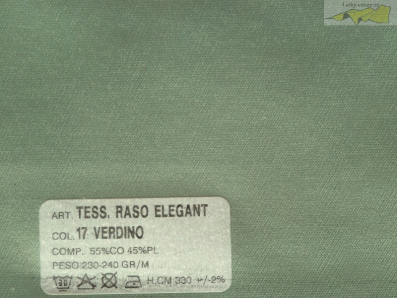 ART. TESS. RASO ELEGANT
COL. 17 VERDINO
COMP. 55%CO 45%PL
PESO 230-240 GR/M
H.CM 330 +/-2%